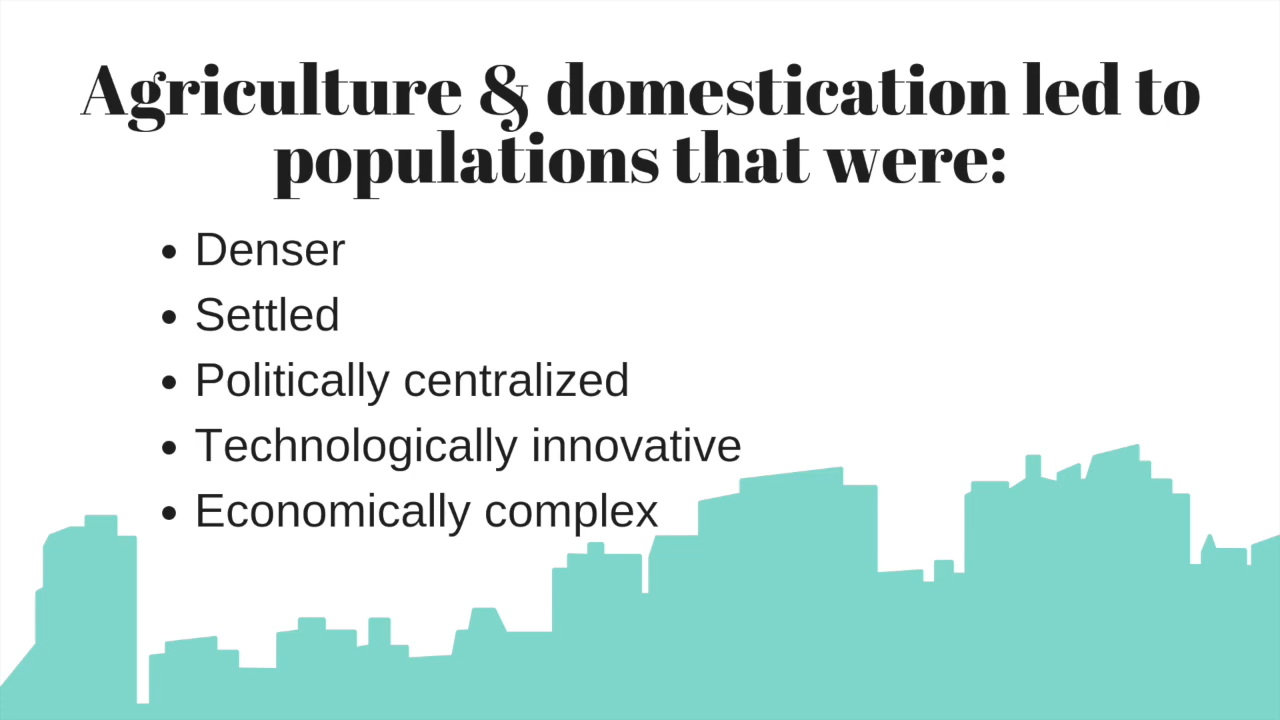 Agriculture & domestication led to
populations that were:
• Denser
• Settled
• Politically centralized
• Technologically innovative
• Economically complex